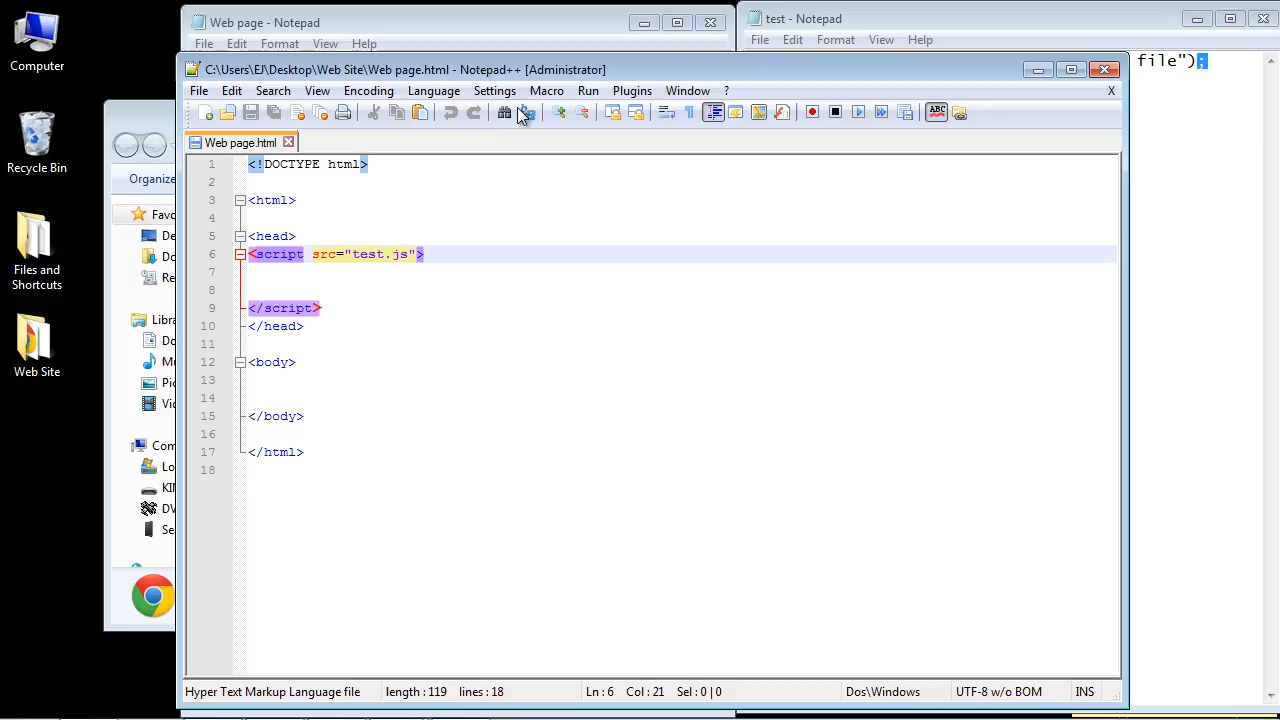 Computer
Recycle Bin
Files and
Shortcuts
Web Site
Web page - Notepad
File Edit Format View Help
test - Notepad
File Edit Format View Help
file");
Organize
C:\Users\EJ\Desktop\Web Site\Web page.html - Notepad++ [Administrator]
File Edit Search View Encoding Language Settings Macro Run Plugins Window ? X
ABC
Web page.html
1 <!DOCTYPE html>
2
3 <html>
4
5 <head>
6 <script src="test.js">
7
8
9 </script>
10 </head>
11
12 <body>
13
14
15 </body>
16
17 </html>
18
Hyper Text Markup Language file length : 119 lines : 18 Ln : 6 Col : 21 Sel : 0 | 0 Dos\Windows UTF-8 w/o BOM INS